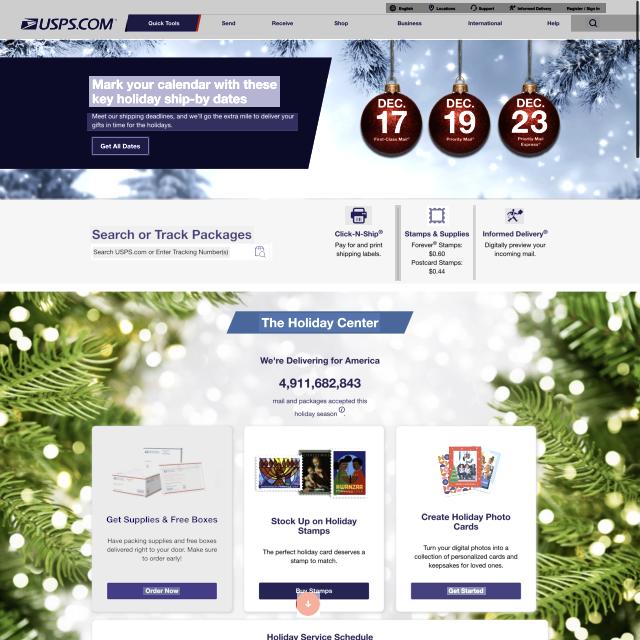 English Locations Support Informed Delivery Register / Sign In
USPS.COM®
Quick Tools Send Receive Shop Business International Help
Mark your calendar with these
key holiday ship-by dates
Meet our shipping deadlines, and we'll go the extra mile to deliver your
gifts in time for the holidays.
Get All Dates
DEC.
17
First-Class Mail®
DEC.
19
Priority Mail®
DEC.
23
Priority Mail
Express®
Search or Track Packages
Search USPS.com or Enter Tracking Number(s)
Click-N-Ship®
Pay for and print
shipping labels.
Stamps & Supplies
Forever® Stamps:
$0.60
Postcard Stamps:
$0.44
Informed Delivery®
Digitally preview your
incoming mail.
The Holiday Center
We're Delivering for America
4,911,682,843
mail and packages accepted this
holiday season ⓘ.
Get Supplies & Free Boxes
Have packing supplies and free boxes
delivered right to your door. Make sure
to order early!
Order Now
KWANZAA
Stock Up on Holiday
Stamps
The perfect holiday card deserves a
stamp to match.
Buy Stamps
Create Holiday Photo
Cards
Turn your digital photos into a
collection of personalized cards and
keepsakes for loved ones.
Get Started
Holiday Service Schedule